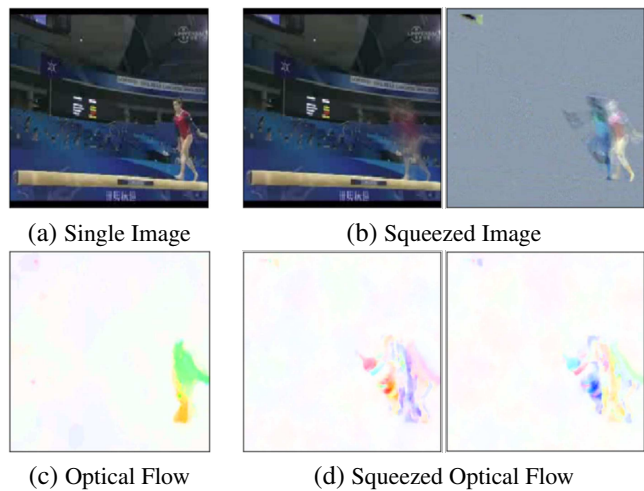 (a) Single Image
(b) Squeezed Image
(c) Optical Flow
(d) Squeezed Optical Flow